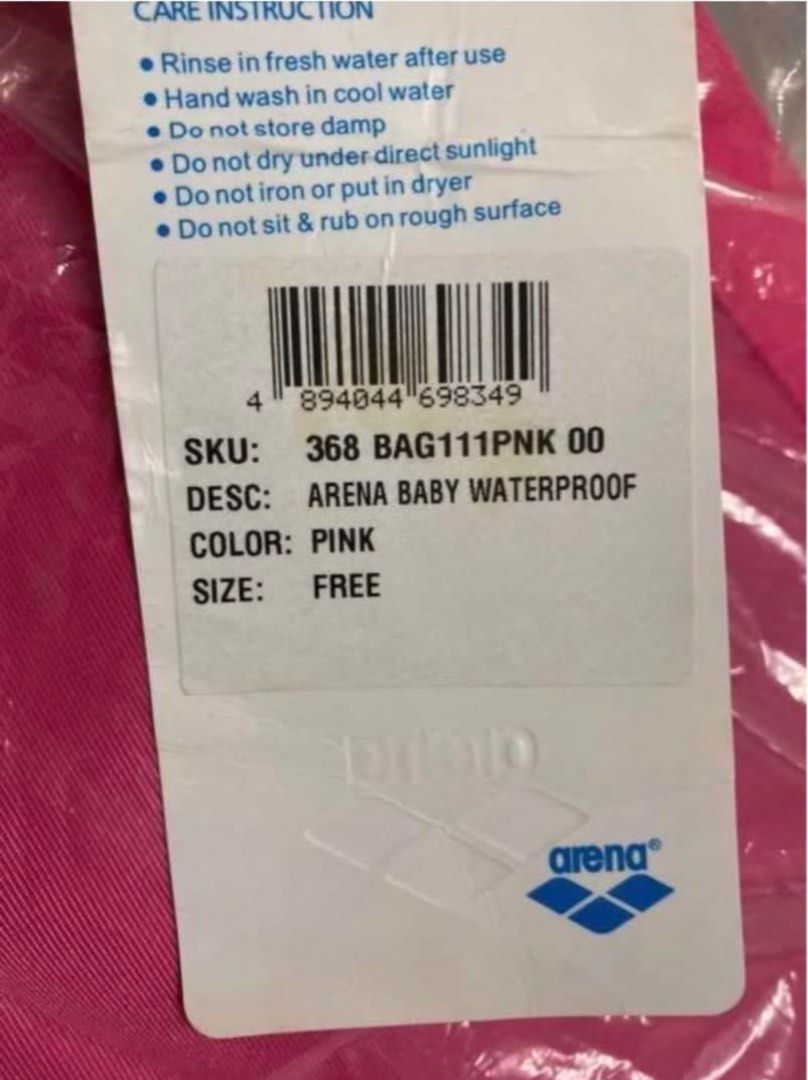 CARE INSTRUCTION
• Rinse in fresh water after use
• Hand wash in cool water
• Do not store damp
• Do not dry under direct sunlight
• Do not iron or put in dryer
• Do not sit & rub on rough surface
4 894044 698349
SKU: 368 BAG111PNK 00
DESC: ARENA BABY WATERPROOF
COLOR: PINK
SIZE: FREE
arena®